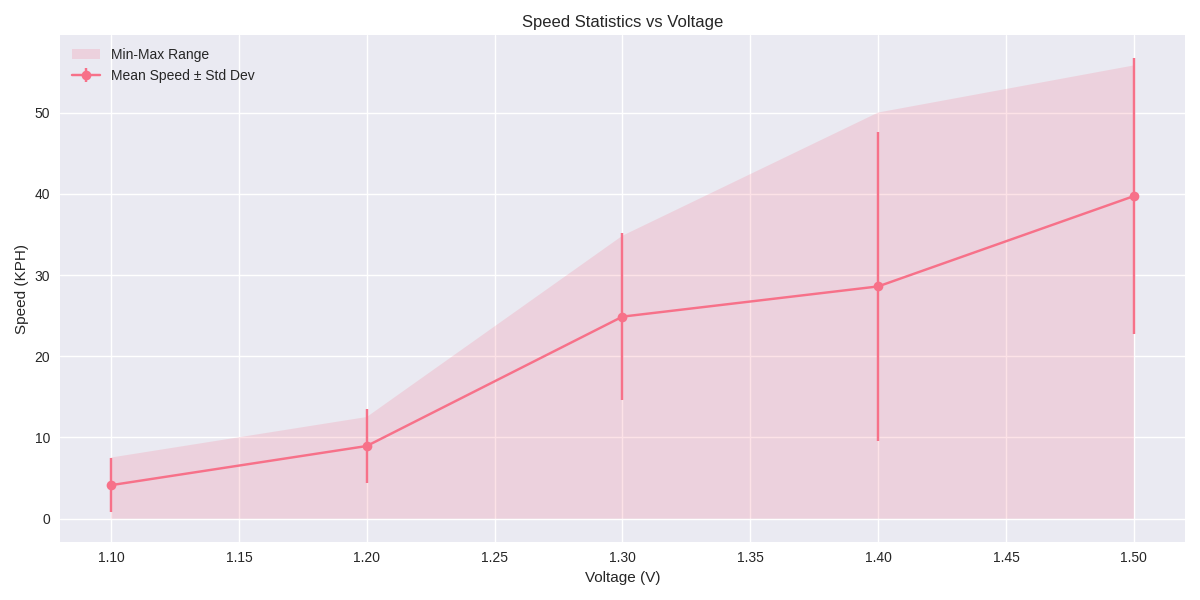 Speed Statistics vs Voltage
Min-Max Range
Mean Speed ± Std Dev
Speed (KPH)
50
40
30
20
10
0
1.10 1.15 1.20 1.25 1.30 1.35 1.40 1.45 1.50
Voltage (V)